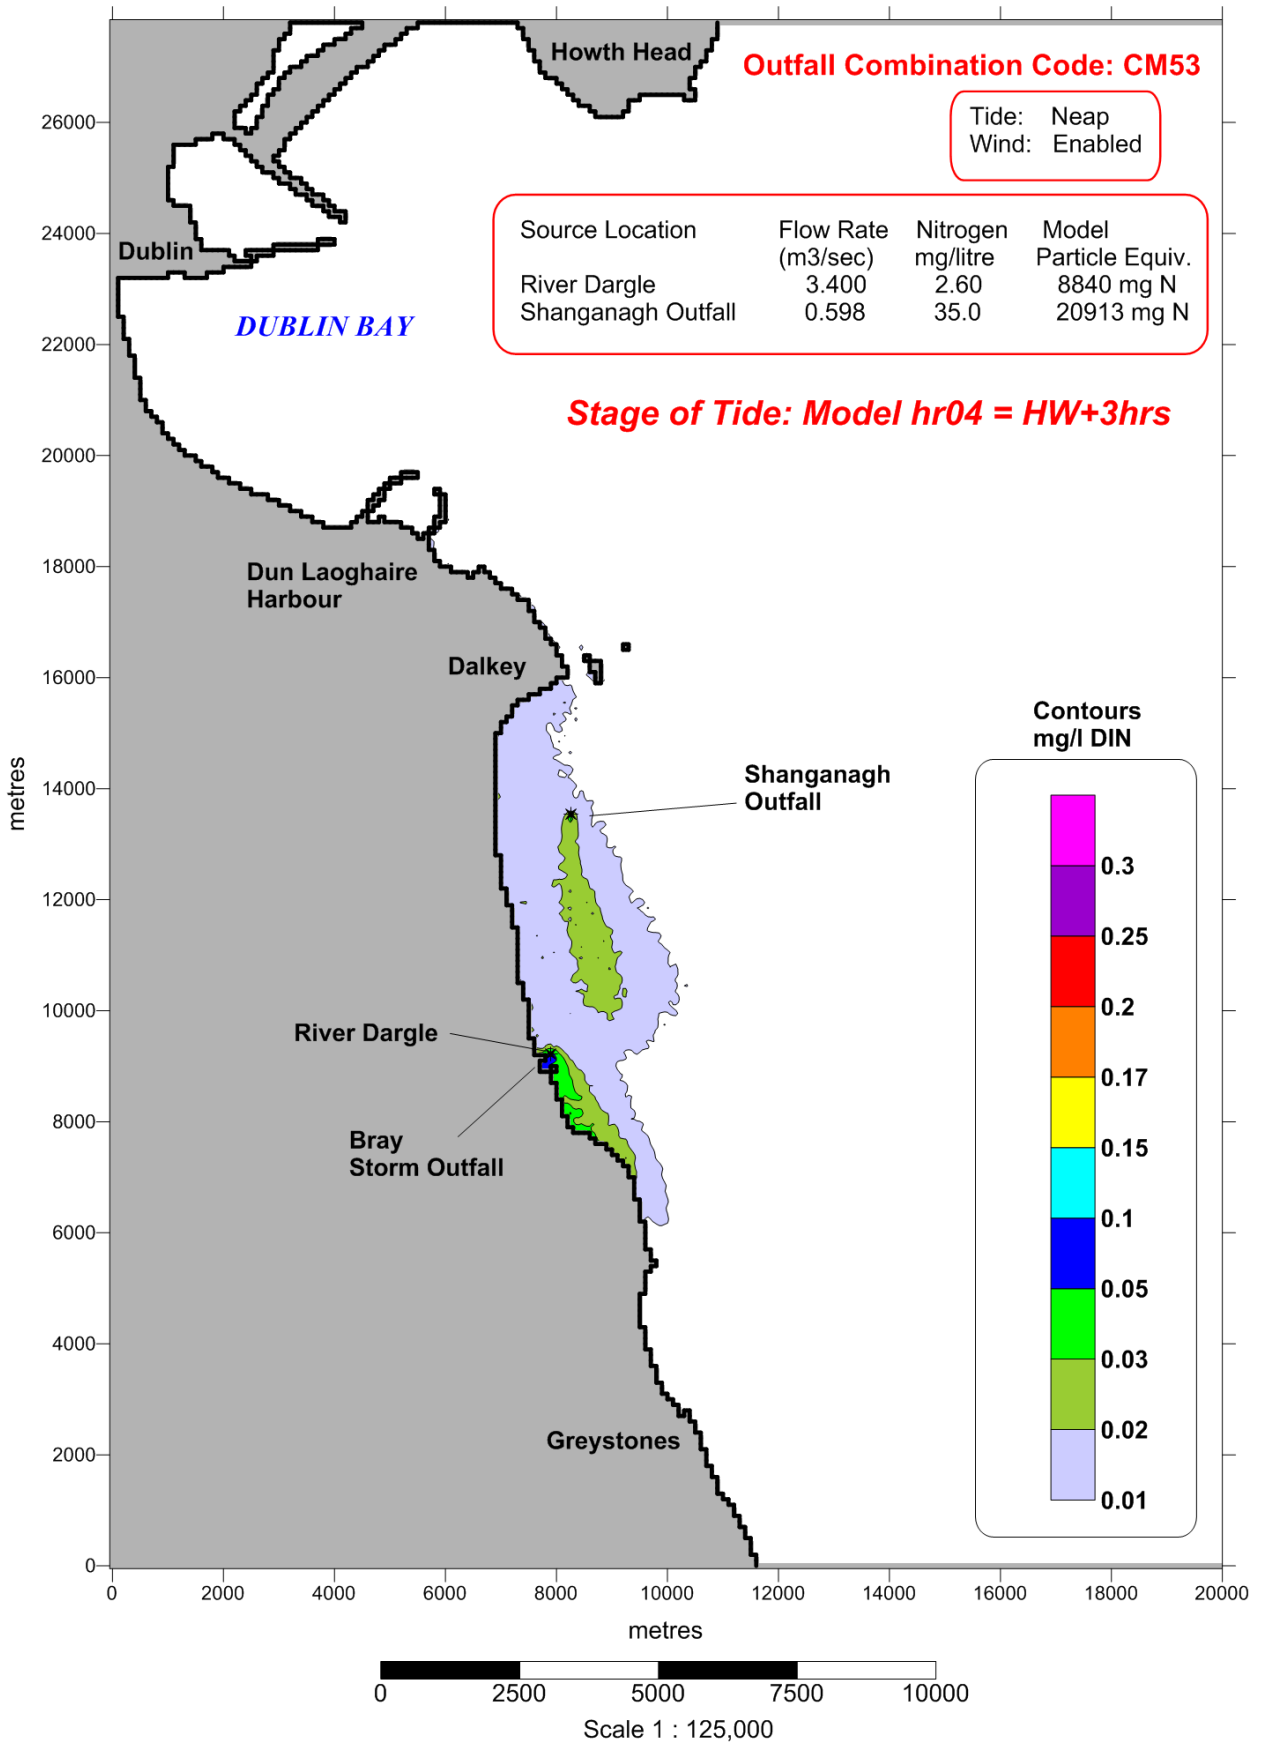 Howth Head
Outfall Combination Code: CM53
Tide: Neap
Wind: Enabled
Source Location Flow Rate Nitrogen Model
(m3/sec) mg/litre Particle Equiv.
River Dargle 3.400 2.60 8840 mg N
Shanganagh Outfall 0.598 35.0 20913 mg N
Dublin
DUBLIN BAY
Stage of Tide: Model hr04 = HW+3hrs
Dun Laoghaire
Harbour
Dalkey
Shanganagh
Outfall
River Dargle
Bray
Storm Outfall
Greystones
Contours
mg/l DIN
0.3
0.25
0.2
0.17
0.15
0.1
0.05
0.03
0.02
0.01
metres
26000
24000
22000
20000
18000
16000
14000
12000
10000
8000
6000
4000
2000
0
0 2000 4000 6000 8000 10000 12000 14000 16000 18000 20000
metres
0 2500 5000 7500 10000
Scale 1 : 125,000